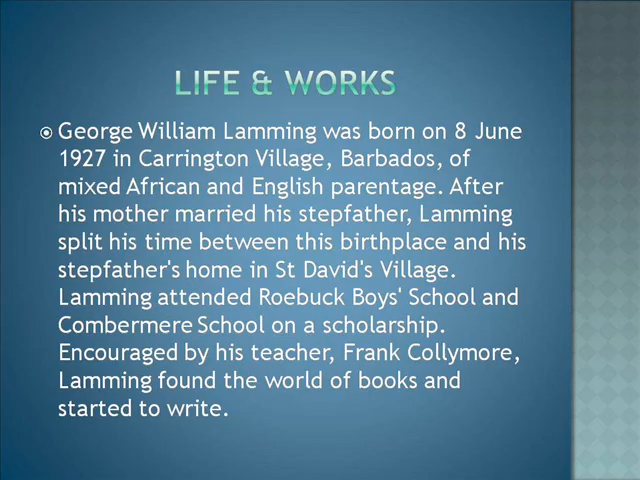 LIFE & WORKS
George William Lamming was born on 8 June
1927 in Carrington Village, Barbados, of
mixed African and English parentage. After
his mother married his stepfather, Lamming
split his time between this birthplace and his
stepfather's home in St David's Village.
Lamming attended Roebuck Boys' School and
Combermere School on a scholarship.
Encouraged by his teacher, Frank Collymore,
Lamming found the world of books and
started to write.